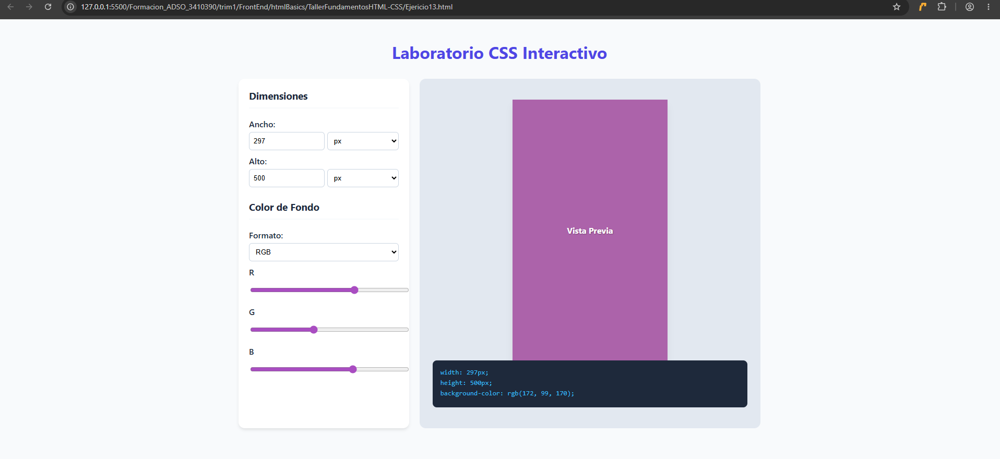 127.0.0.1:5500/Formacion_ADSO_3410390/trim1/FrontEnd/htmlBasics/TallerFundamentosHTML-CSS/Ejericio13.html
Laboratorio CSS Interactivo
Dimensiones
Ancho:
297 px
Alto:
500 px
Color de Fondo
Formato:
RGB
R
G
B
Vista Previa
width: 297px;
height: 500px;
background-color: rgb(172, 99, 170);